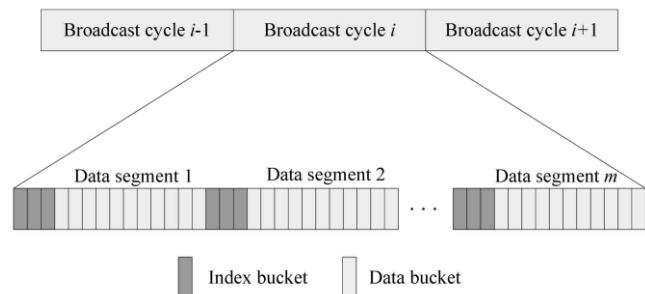 Broadcast cycle i-1 Broadcast cycle i Broadcast cycle i+1
Data segment 1 Data segment 2 Data segment m
. . .
Index bucket Data bucket